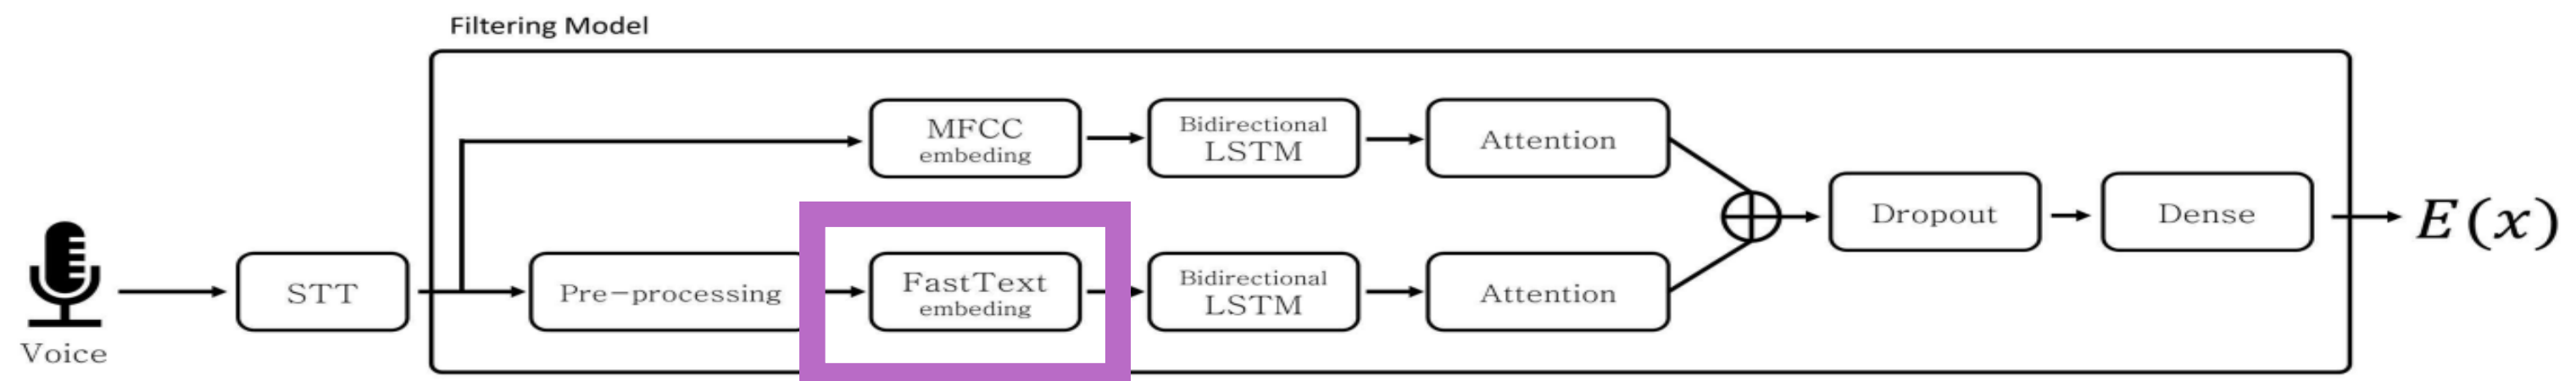 Filtering Model
MFCC
embeding
Bidirectional
LSTM
Attention
Dropout
Dense
E(x)
Voice
STT
Pre-processing
FastText
embeding
Bidirectional
LSTM
Attention